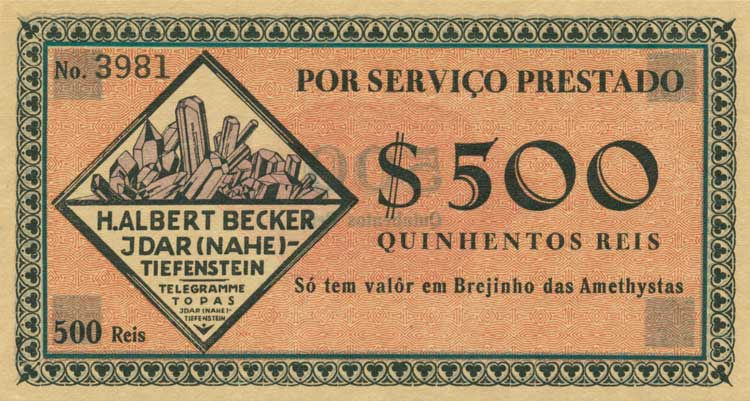 No. 3981
POR SERVIÇO PRESTADO
$500
QUINHENTOS REIS
Só tem valôr em Brejinho das Amethystas
H. ALBERT BECKER
JDAR (NAHE)-
TIEFENSTEIN
TELEGRAMME
TOPAS
JDAR (NAHE)-
TIEFENSTEIN
500 Reis